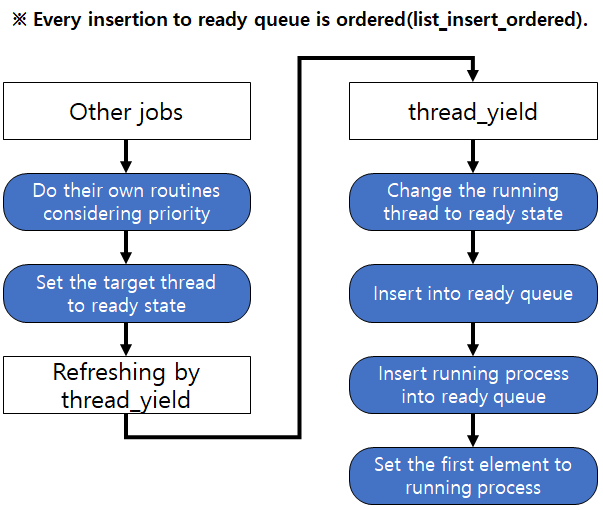 ※ Every insertion to ready queue is ordered(list_insert_ordered).
Other jobs
Do their own routines
considering priority
Set the target thread
to ready state
Refreshing by
thread_yield
thread_yield
Change the running
thread to ready state
Insert into ready queue
Insert running process
into ready queue
Set the first element to
running process